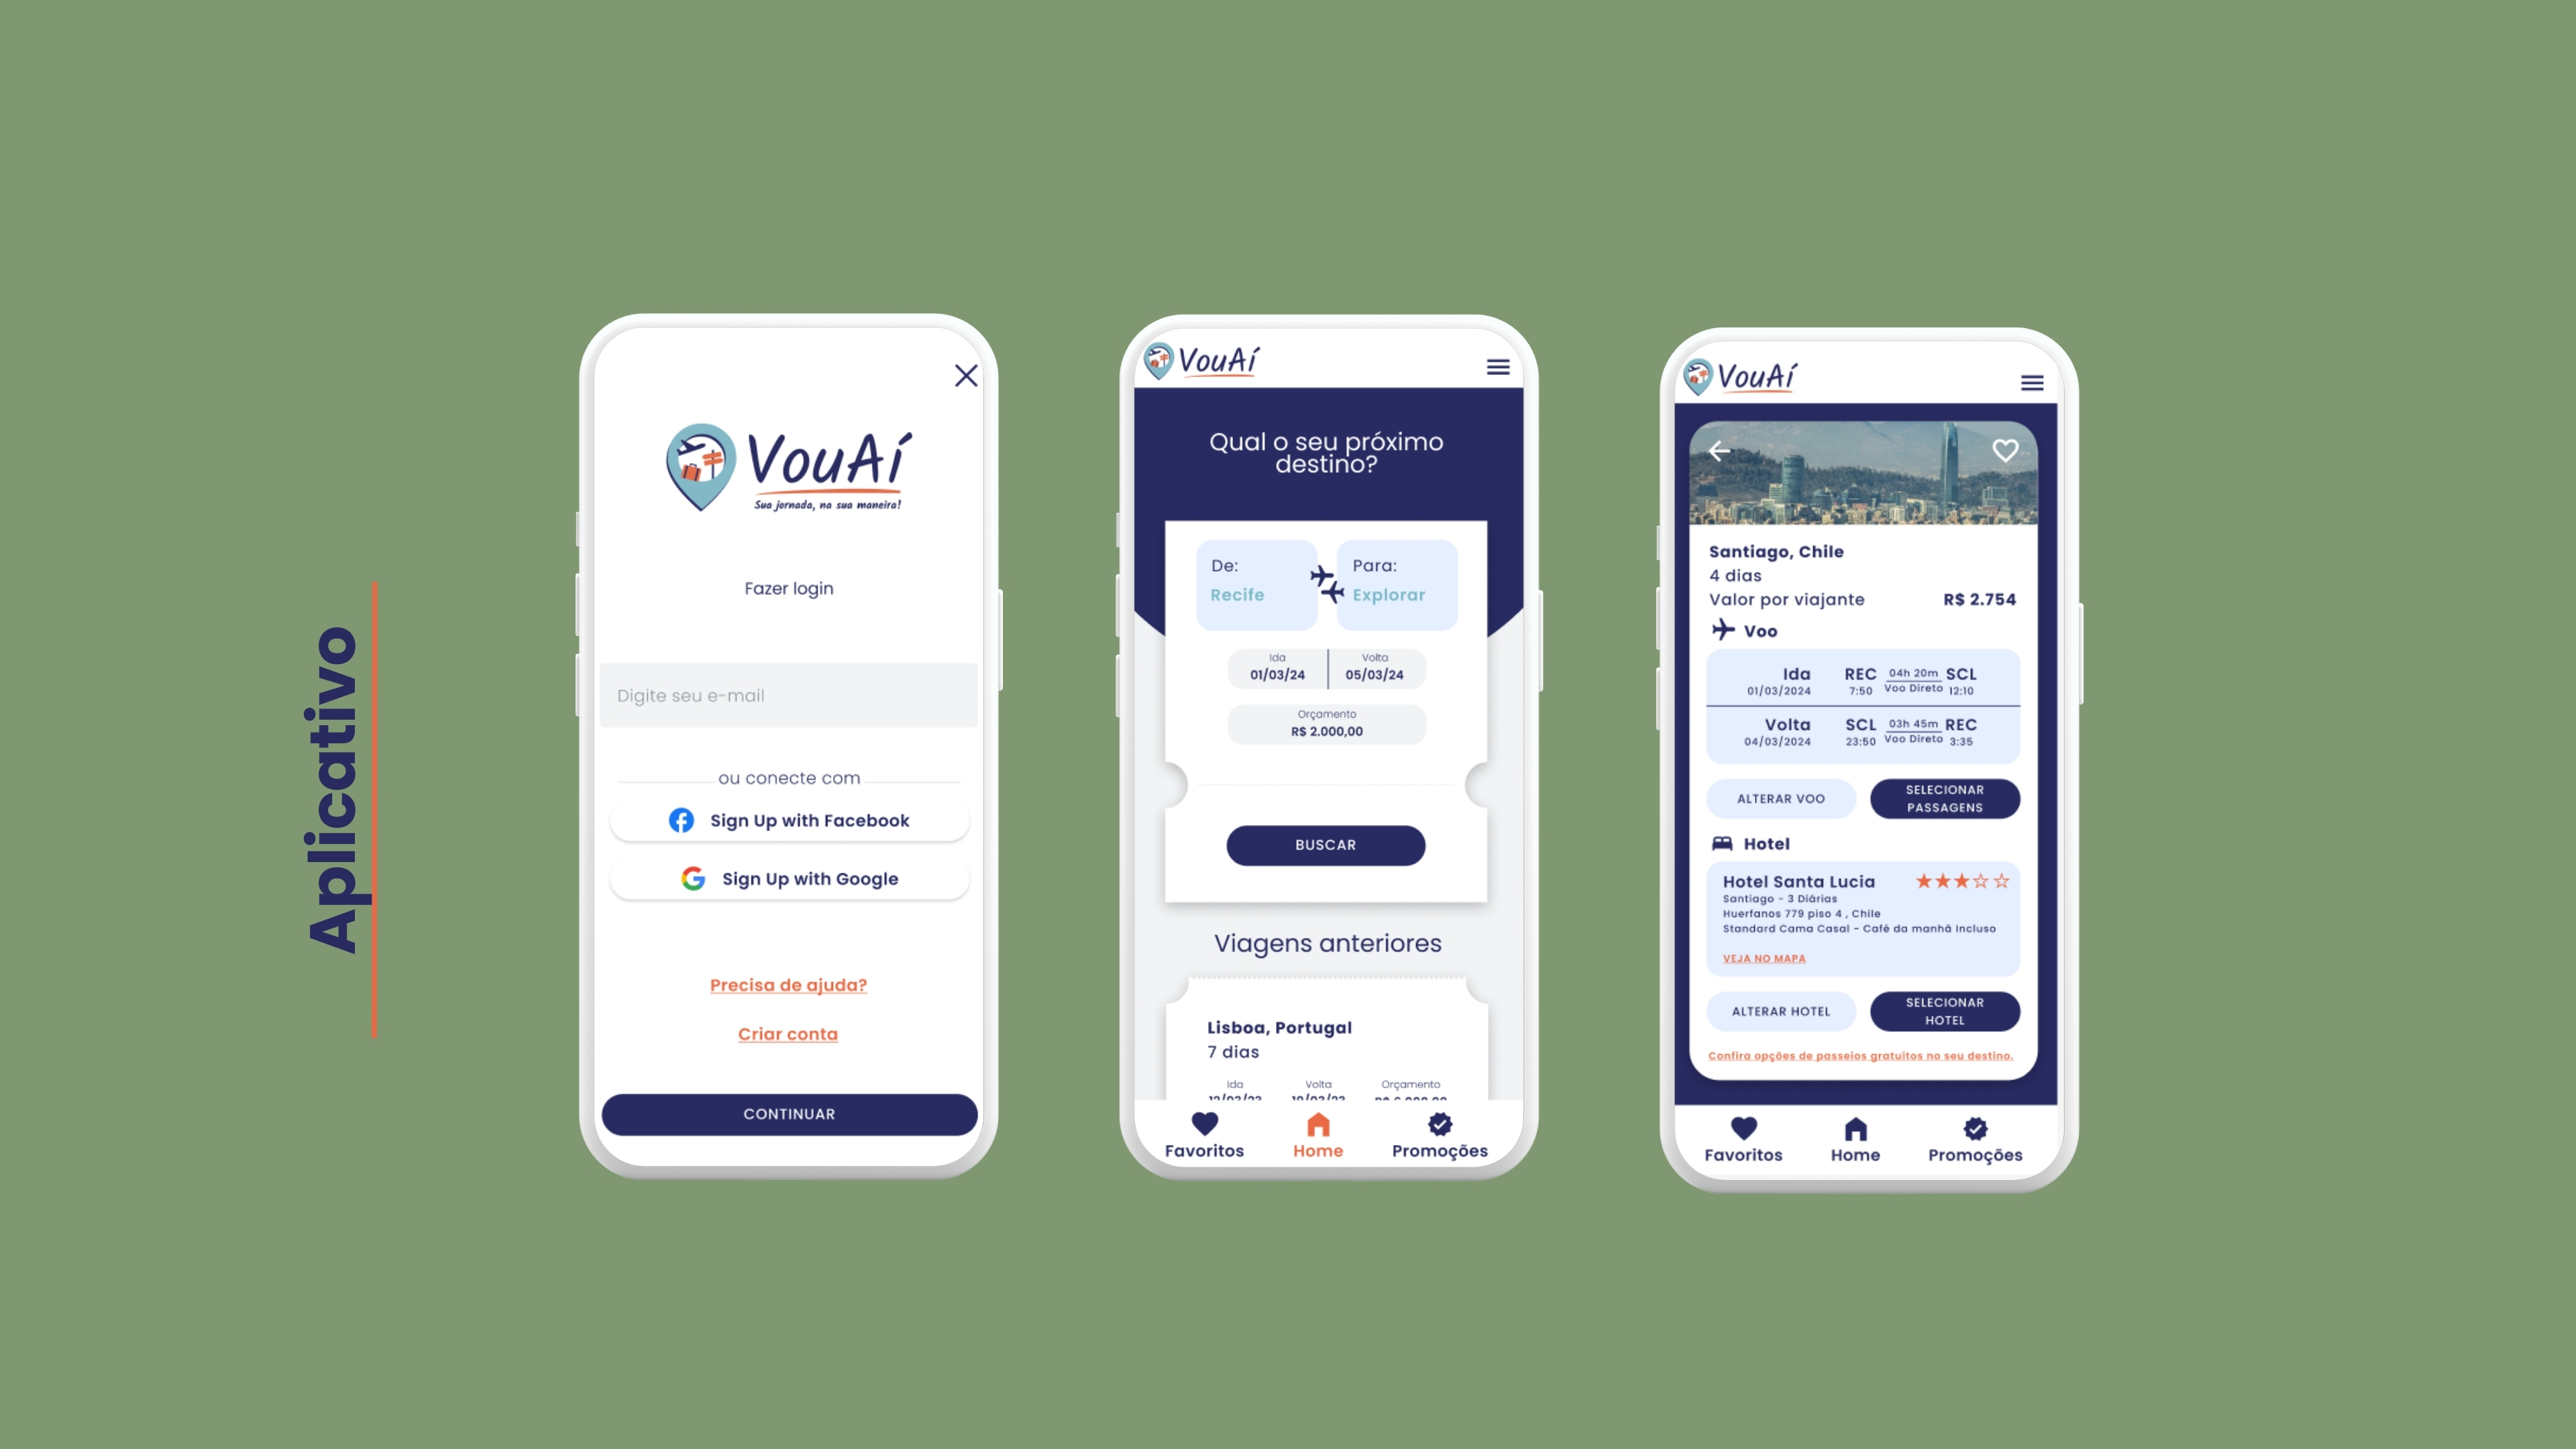 Aplicativo
VouAí
Sua jornada, na sua maneira!
Fazer login
Digite seu e-mail
ou conecte com
Sign Up with Facebook
Sign Up with Google
Precisa de ajuda?
Criar conta
CONTINUAR
VouAí
Qual o seu próximo
destino?
De:
Recife
Para:
Explorar
Ida
01/03/24
Volta
05/03/24
Orçamento
R$ 2.000,00
BUSCAR
Viagens anteriores
Lisboa, Portugal
7 dias
Ida Volta Orçamento
Favoritos Home Promoções
VouAí
Santiago, Chile
4 dias
Valor por viajante R$ 2.754
Voo
Ida REC 04h 20m SCL
01/03/2024 7:50 Voo Direto 12:10
Volta SCL 03h 45m REC
04/03/2024 23:50 Voo Direto 3:35
ALTERAR VOO
SELECIONAR
PASSAGENS
Hotel
Hotel Santa Lucia
Santiago - 3 Diárias
Huerfanos 779 piso 4 , Chile
Standard Cama Casal - Café da manhã Incluso
VEJA NO MAPA
ALTERAR HOTEL
SELECIONAR
HOTEL
Confira opções de passeios gratuitos no seu destino.
Favoritos Home Promoções